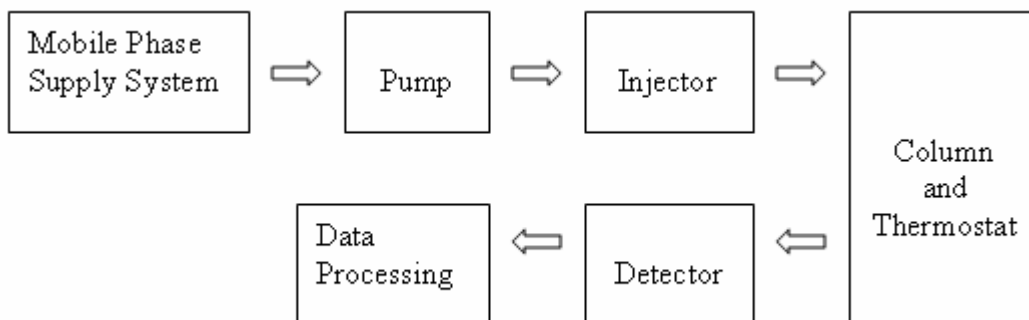 Mobile Phase
Supply System
Pump
Injector
Column
and
Thermostat
Detector
Data
Processing